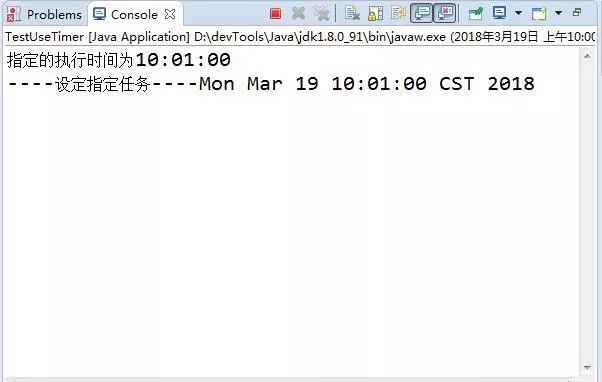 Problems Console
TestUseTimer [Java Application] D:\devTools\Java\jdk1.8.0_91\bin\javaw.exe (2018年3月19日 上午10:00
指定的执行时间为10:01:00
----设定指定任务----Mon Mar 19 10:01:00 CST 2018